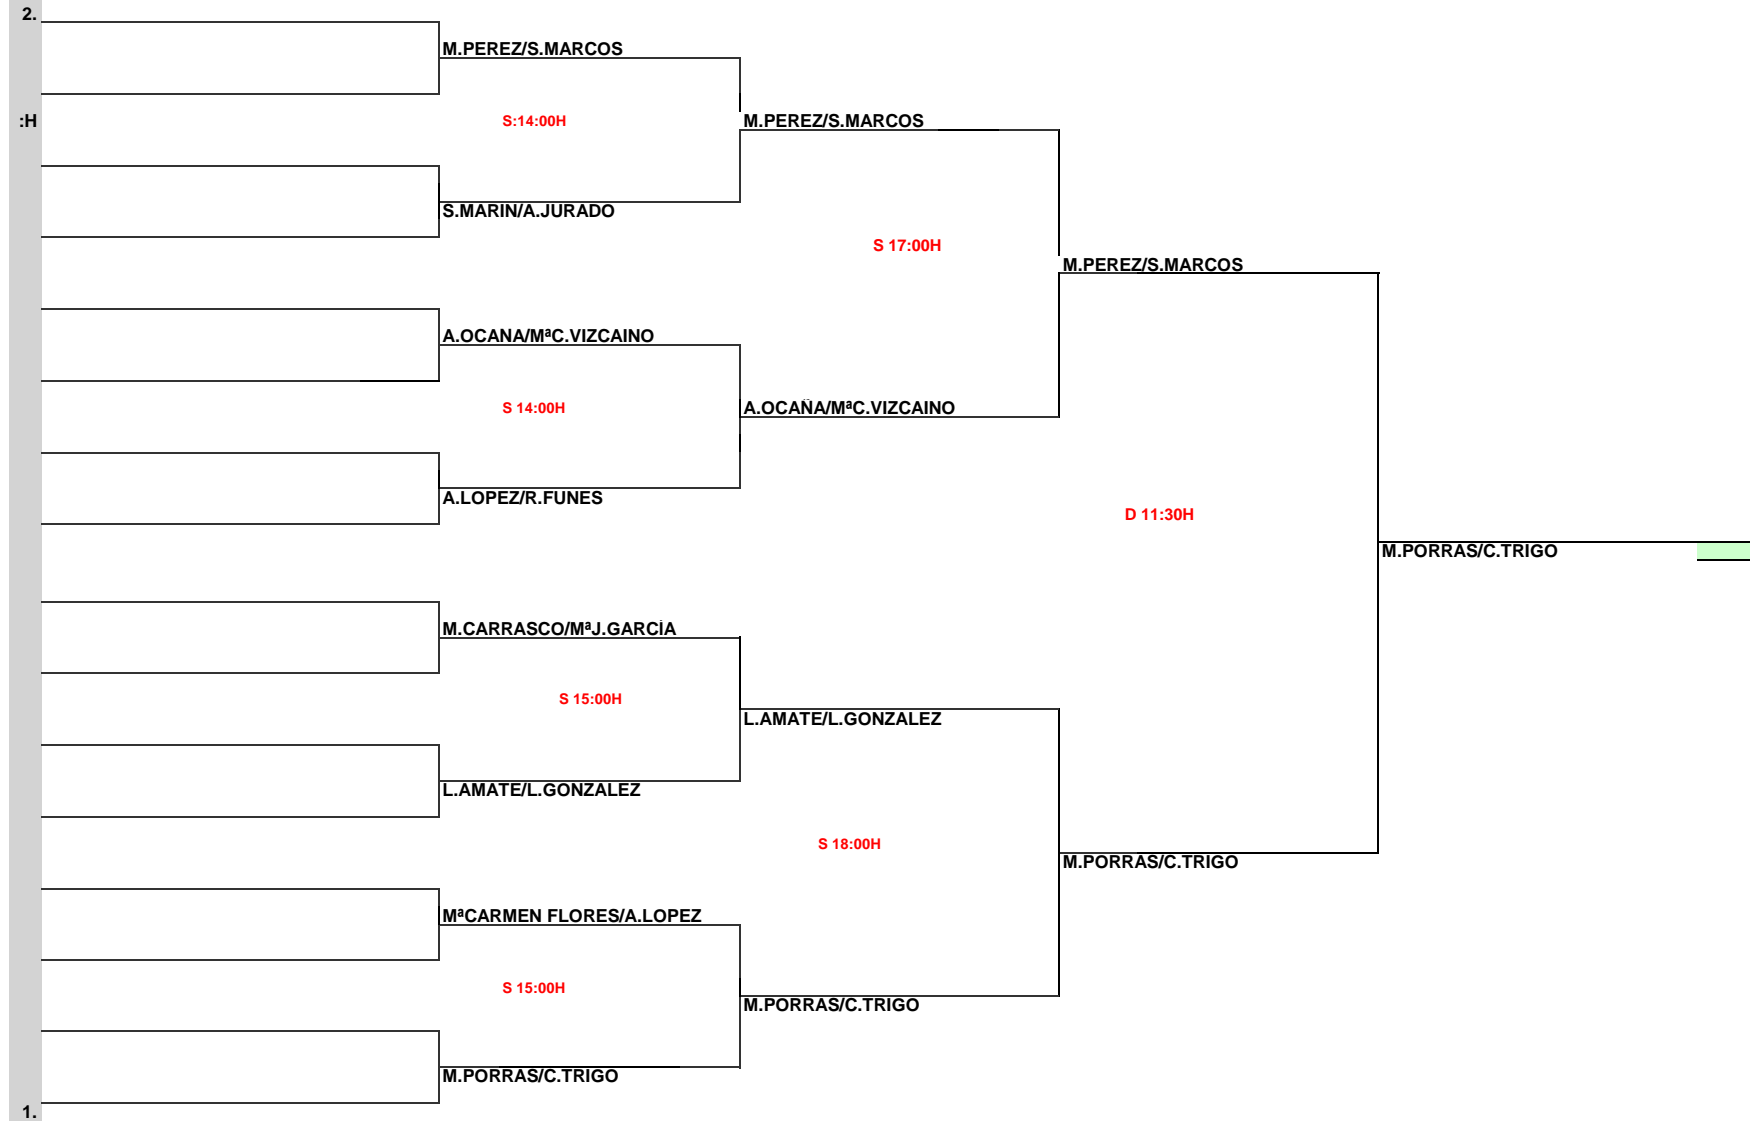 2.
M.PEREZ/S.MARCOS
:H
S:14:00H
M.PEREZ/S.MARCOS
S.MARIN/A.JURADO
S 17:00H
M.PEREZ/S.MARCOS
A.OCANA/MªC.VIZCAINO
S 14:00H
A.OCAÑA/MªC.VIZCAINO
A.LOPEZ/R.FUNES
D 11:30H
M.PORRAS/C.TRIGO
M.CARRASCO/MªJ.GARCÍA
S 15:00H
L.AMATE/L.GONZALEZ
L.AMATE/L.GONZALEZ
S 18:00H
M.PORRAS/C.TRIGO
MªCARMEN FLORES/A.LOPEZ
S 15:00H
M.PORRAS/C.TRIGO
M.PORRAS/C.TRIGO
1.